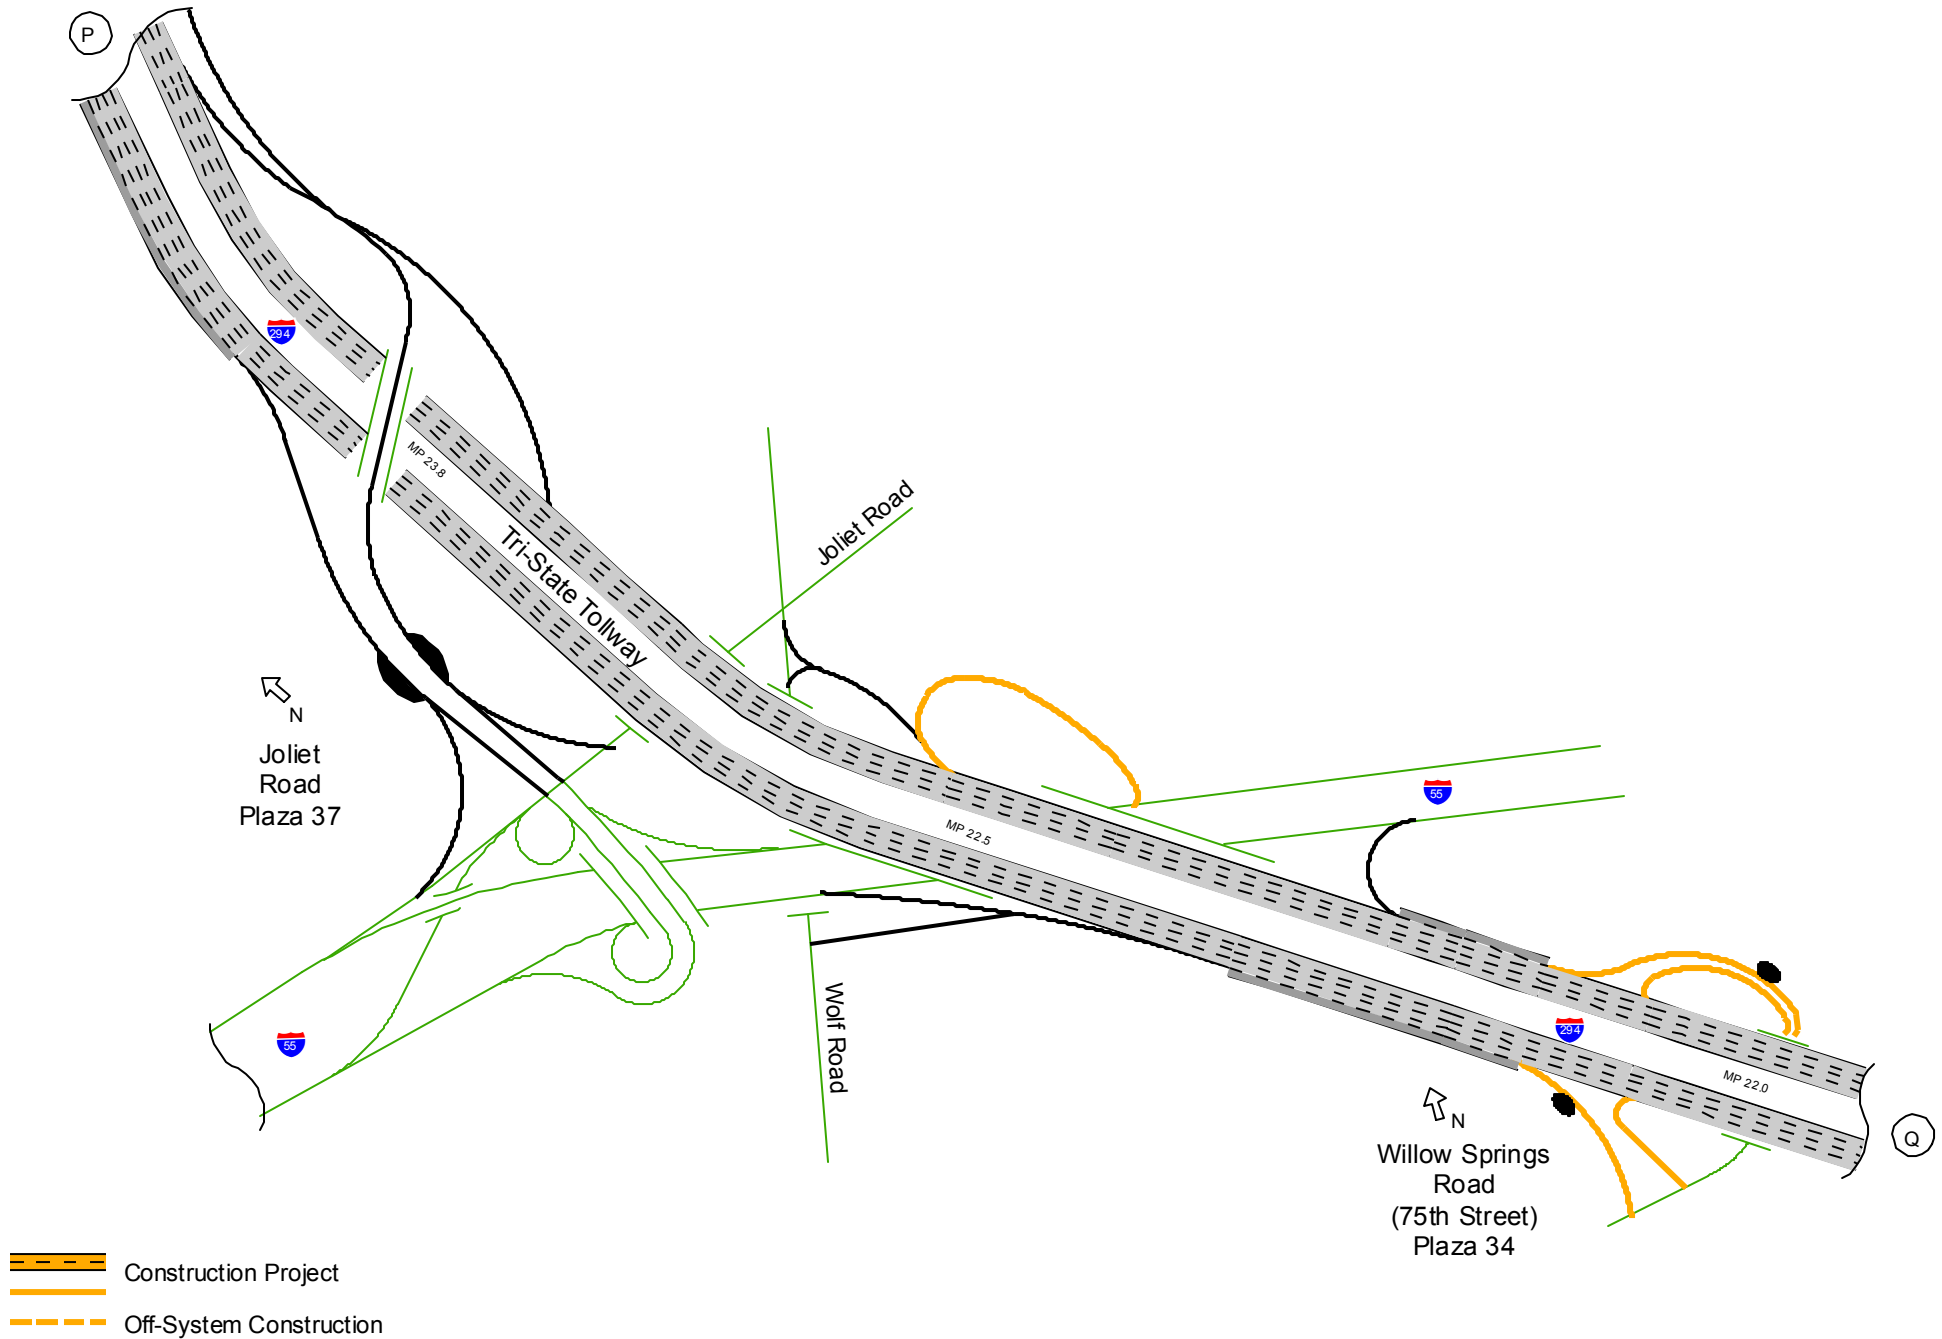 P
294
MP 23.8
Joliet Road
Tri-State Tollway
N
Joliet
Road
Plaza 37
55
MP 22.5
Wolf Road
55
294
MP 22.0
N
Willow Springs
Road
(75th Street)
Plaza 34
Q
Construction Project
Off-System Construction